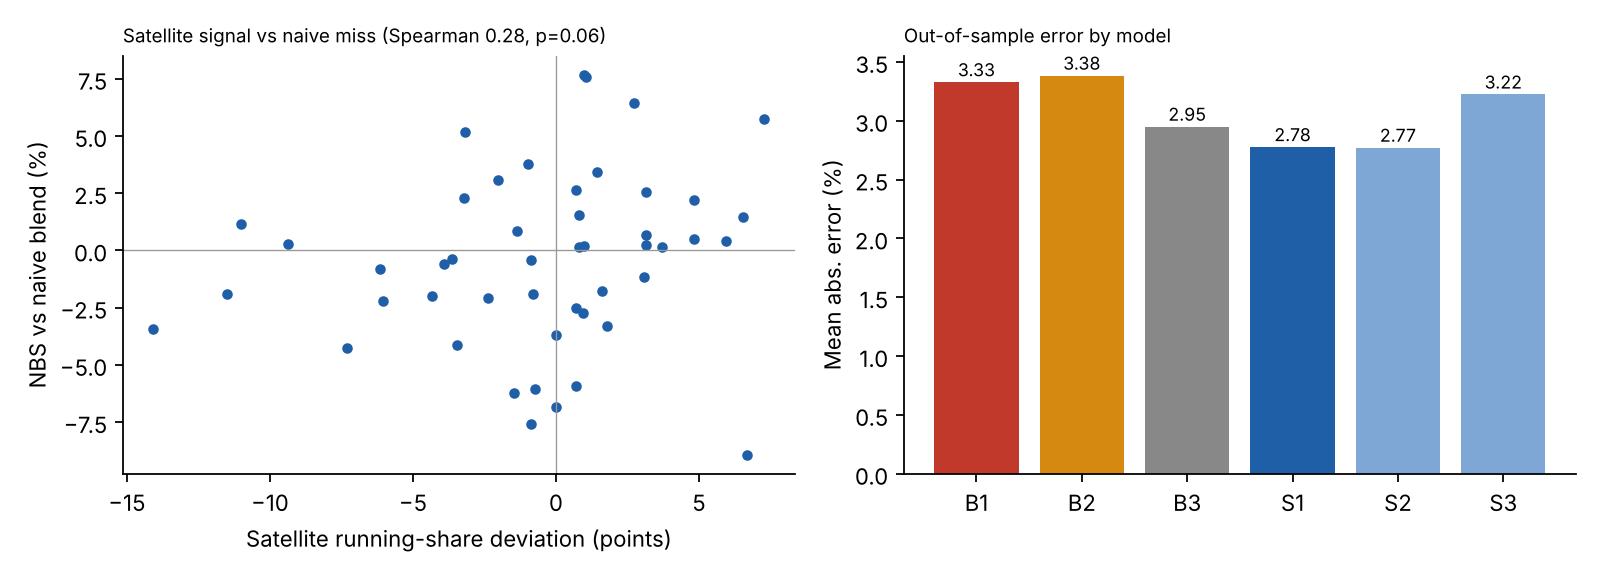 Satellite signal vs naive miss (Spearman 0.28, p=0.06)
NBS vs naive blend (%)
7.5
5.0
2.5
0.0
−2.5
−5.0
−7.5
−15
−10
−5
0
5
Satellite running-share deviation (points)
Out-of-sample error by model
Mean abs. error (%)
3.5
3.0
2.5
2.0
1.5
1.0
0.5
0.0
3.33
3.38
2.95
2.78
2.77
3.22
B1
B2
B3
S1
S2
S3